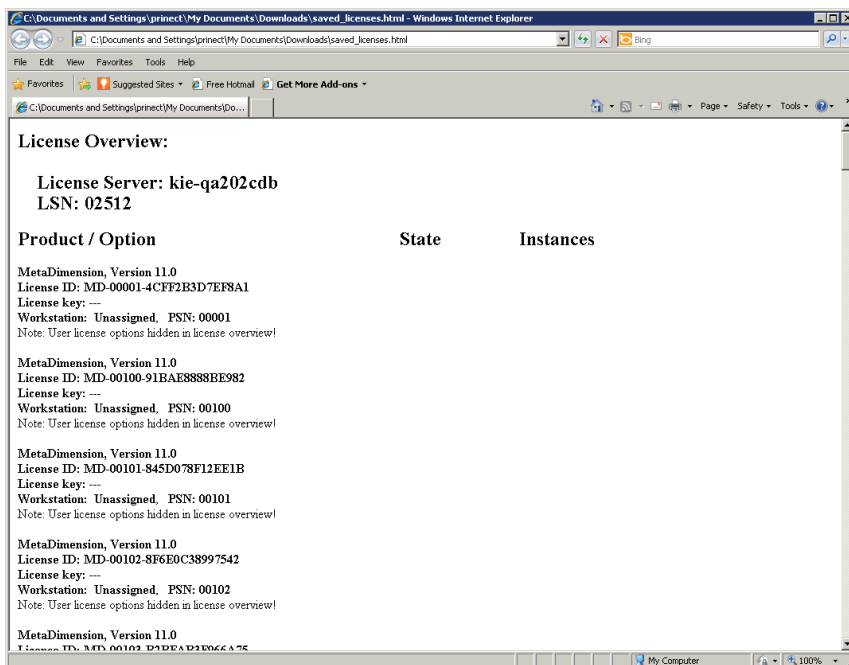 C:\Documents and Settings\prinect\My Documents\Downloads\saved_licenses.html - Windows Internet Explorer
C:\Documents and Settings\prinect\My Documents\Downloads\saved_licenses.html
Bing
File Edit View Favorites Tools Help
Favorites Suggested Sites Free Hotmail Get More Add-ons
C:\Documents and Settings\prinect\My Documents\Do...
Page Safety Tools
License Overview:
License Server: kie-qa202cdb
LSN: 02512
Product / Option State Instances
MetaDimension, Version 11.0
License ID: MD-00001-4CFF2B3D7EF8A1
License key: ---
Workstation: Unassigned, PSN: 00001
Note: User license options hidden in license overview!
MetaDimension, Version 11.0
License ID: MD-00100-91BAE8888BE982
License key: ---
Workstation: Unassigned, PSN: 00100
Note: User license options hidden in license overview!
MetaDimension, Version 11.0
License ID: MD-00101-845D078F12EE1B
License key: ---
Workstation: Unassigned, PSN: 00101
Note: User license options hidden in license overview!
MetaDimension, Version 11.0
License ID: MD-00102-8F6E0C38997542
License key: ---
Workstation: Unassigned, PSN: 00102
Note: User license options hidden in license overview!
MetaDimension, Version 11.0
License ID:
My Computer 100%